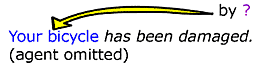 by ?
Your bicycle has been damaged.
(agent omitted)